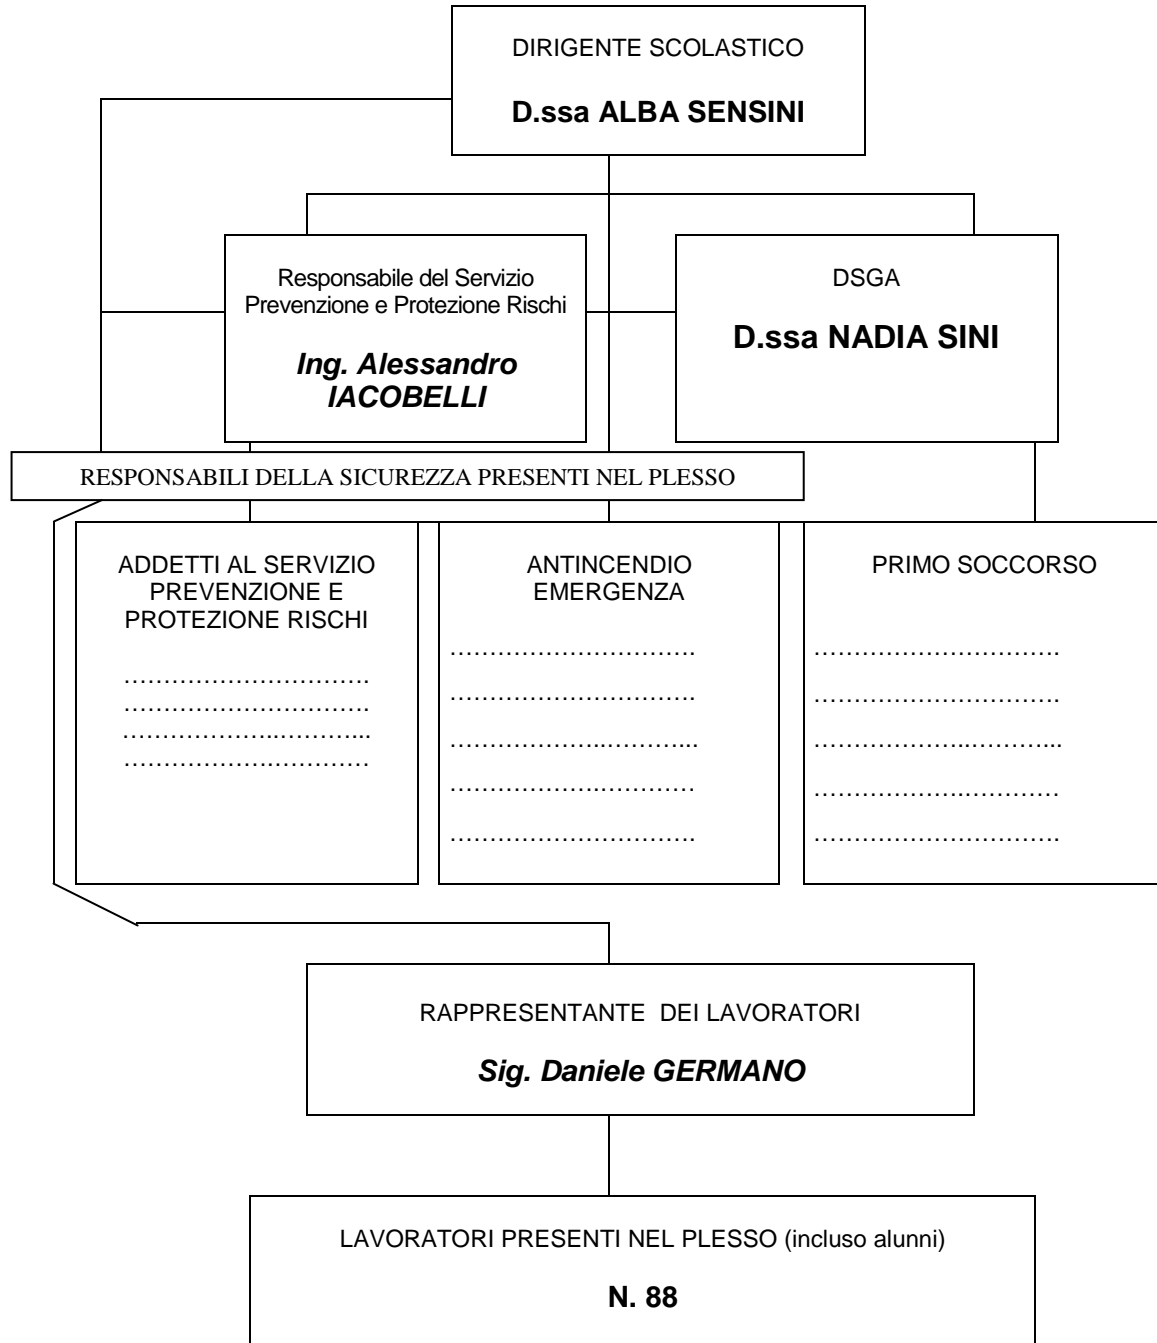 DIRIGENTE SCOLASTICO
D.ssa ALBA SENSINI
Responsabile del Servizio
Prevenzione e Protezione Rischi
Ing. Alessandro
IACOBELLI
DSGA
D.ssa NADIA SINI
RESPONSABILI DELLA SICUREZZA PRESENTI NEL PLESSO
ADDETTI AL SERVIZIO
PREVENZIONE E
PROTEZIONE RISCHI
………………………….
………………………….
………………..………...
……………….…………
ANTINCENDIO
EMERGENZA
………………………….
………………………….
………………..………...
……………….…………
………………………….
PRIMO SOCCORSO
………………………….
………………………….
………………..………...
……………….…………
………………………….
RAPPRESENTANTE  DEI LAVORATORI
Sig. Daniele GERMANO
LAVORATORI PRESENTI NEL PLESSO (incluso alunni)
N. 88